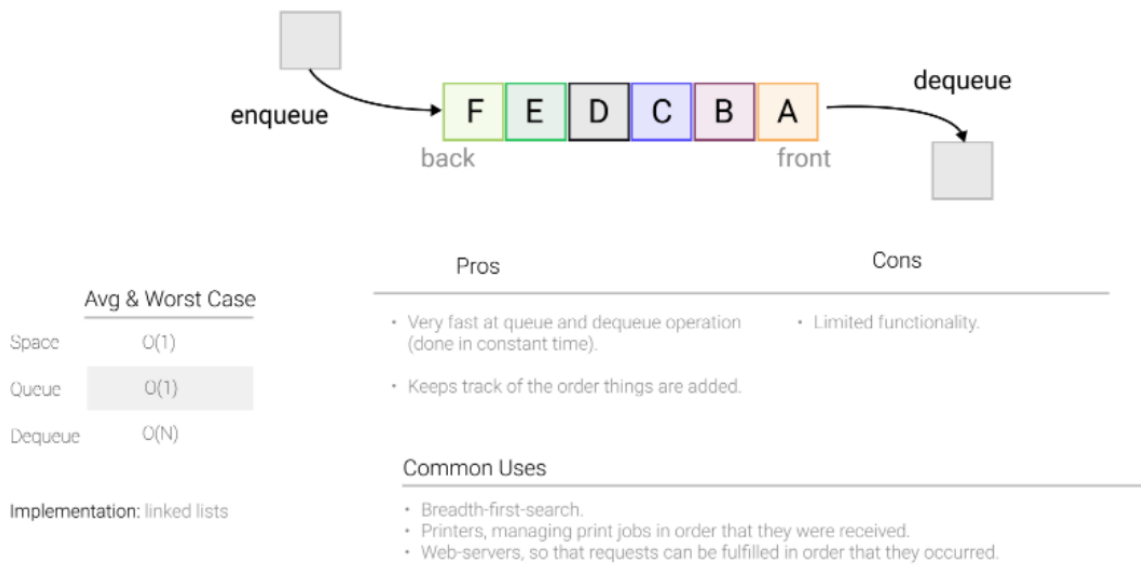 enqueue
dequeue
F E D C B A
back
front
Avg & Worst Case
Space O(1)
Queue O(1)
Dequeue O(N)
Implementation: linked lists
Pros
• Very fast at queue and dequeue operation
(done in constant time).
• Keeps track of the order things are added.
Cons
• Limited functionality.
Common Uses
• Breadth-first-search.
• Printers, managing print jobs in order that they were received.
• Web-servers, so that requests can be fulfilled in order that they occurred.